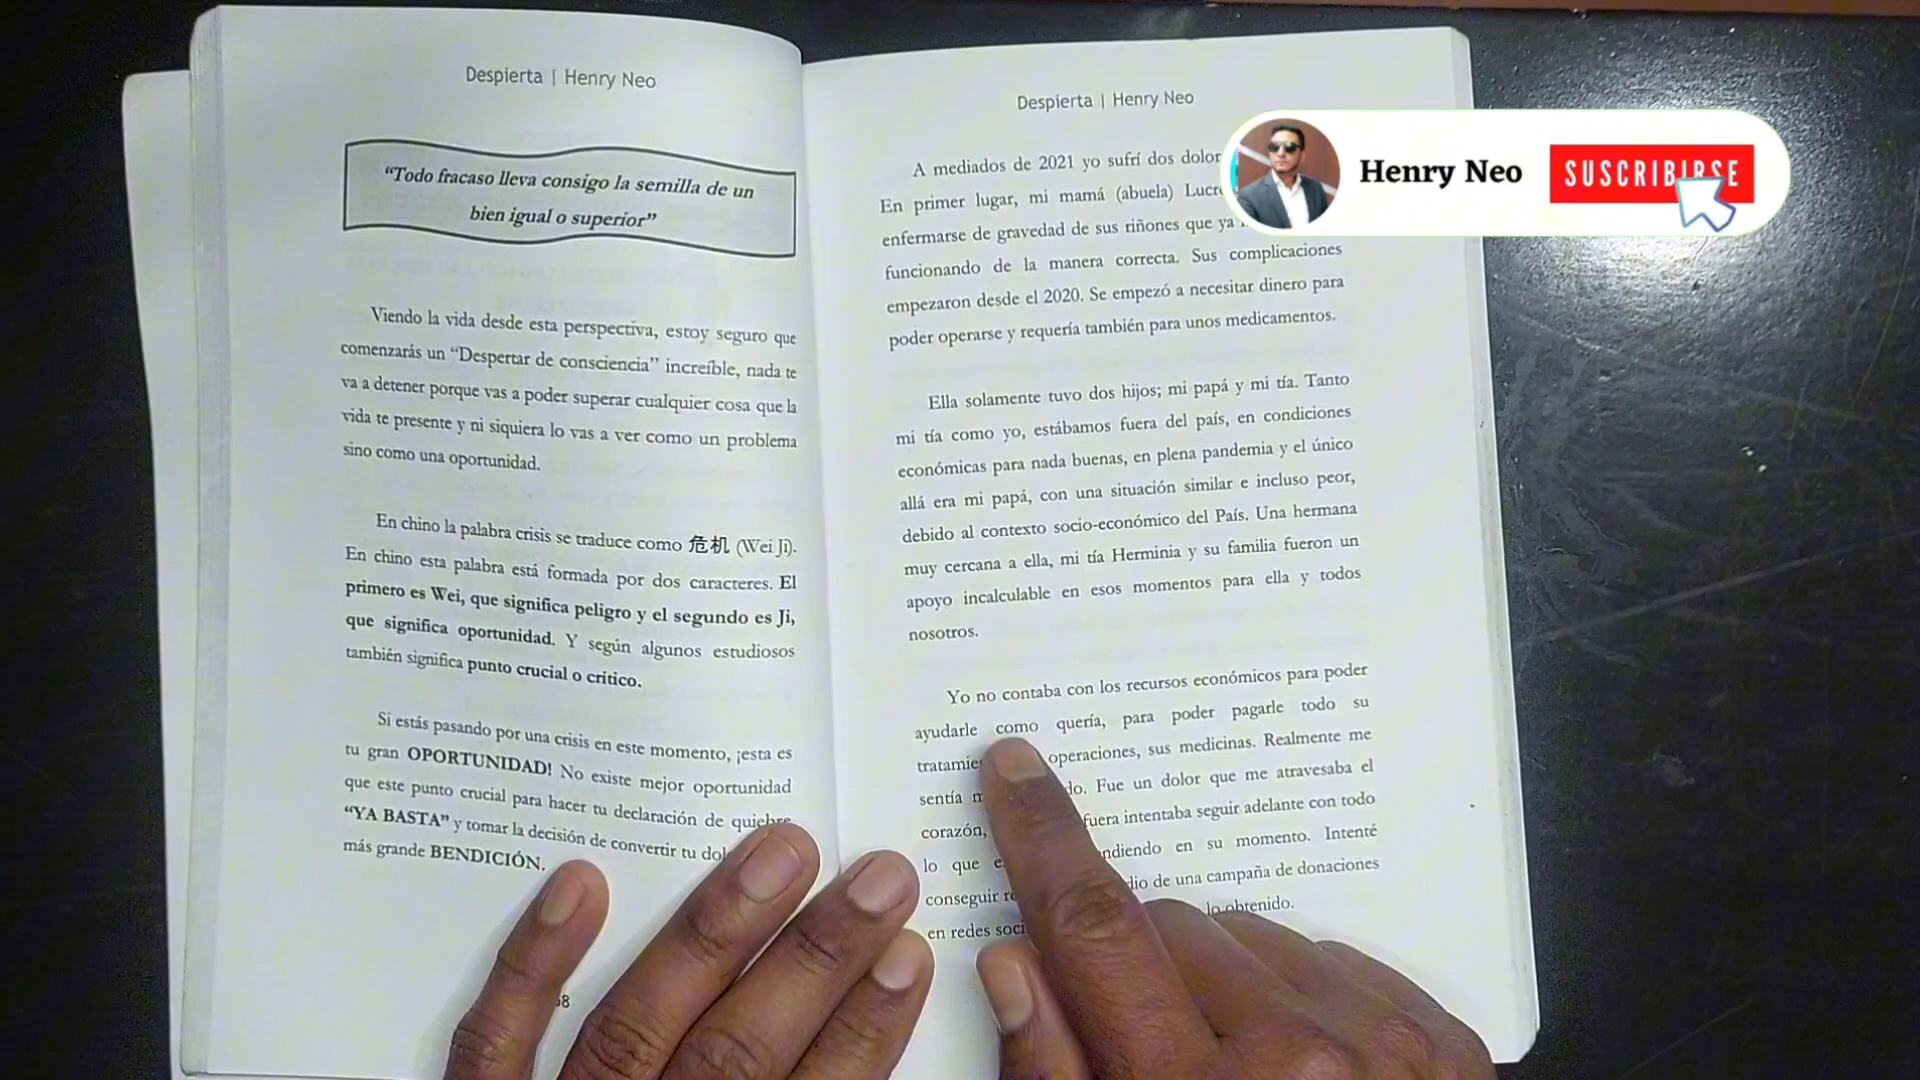 Despierta | Henry Neo
“Todo fracaso lleva consigo la semilla de un
bien igual o superior”
Viendo la vida desde esta perspectiva, estoy seguro que
comenzarás un “Despertar de consciencia” increíble, nada te
va a detener porque vas a poder superar cualquier cosa que la
vida te presente y ni siquiera lo vas a ver como un problema
sino como una oportunidad.
En chino la palabra crisis se traduce como 危机 (Wei Ji).
En chino esta palabra está formada por dos caracteres. El
primero es Wei, que significa peligro y el segundo es Ji,
que significa oportunidad. Y según algunos estudiosos
también significa punto crucial o crítico.
Si estás pasando por una crisis en este momento, ¡esta es
tu gran OPORTUNIDAD! No existe mejor oportunidad
que este punto crucial para hacer tu declaración de quiebre
“YA BASTA” y tomar la decisión de convertir tu
más grande BENDICIÓN.
Despierta | Henry Neo
A mediados de 2021 yo sufrí dos
En primer lugar, mi mamá (abuela)
enfermarse de gravedad de sus riñones que ya
funcionando de la manera correcta. Sus complicaciones
empezaron desde el 2020. Se empezó a necesitar dinero para
poder operarse y requería también para unos medicamentos.
Ella solamente tuvo dos hijos; mi papá y mi tía. Tanto
mi tía como yo, estábamos fuera del país, en condiciones
económicas para nada buenas, en plena pandemia y el único
allá era mi papá, con una situación similar e incluso peor,
debido al contexto socio-económico del País. Una hermana
muy cercana a ella, mi tía Herminia y su familia fueron un
apoyo incalculable en esos momentos para ella y todos
nosotros.
Yo no contaba con los recursos económicos para poder
ayudarle como quería, para poder pagarle todo su
operaciones, sus medicinas. Realmente me
sentía Fue un dolor que me atravesaba el
corazón, fuera intentaba seguir adelante con todo
lo que en su momento. Intenté
conseguir de una campaña de donaciones
en redes lo obtenido.
Henry Neo
SUSCRIBIRSE